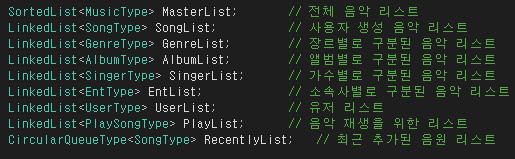 SortedList<MusicType> MasterList; // 전체 음악 리스트
LinkedList<SongType> SongList; // 사용자 생성 음악 리스트
LinkedList<GenreType> GenreList; // 장르별로 구분된 음악 리스트
LinkedList<AlbumType> AlbumList; // 앨범별로 구분된 음악 리스트
LinkedList<SingerType> SingerList; // 가수별로 구분된 음악 리스트
LinkedList<EntType> EntList; // 소속사별로 구분된 음악 리스트
LinkedList<UserType> UserList; // 유저 리스트
LinkedList<PlaySongType> PlayList; // 음악 재생을 위한 리스트
CircularQueueType<SongType> RecentlyList; // 최근 추가된 음원 리스트